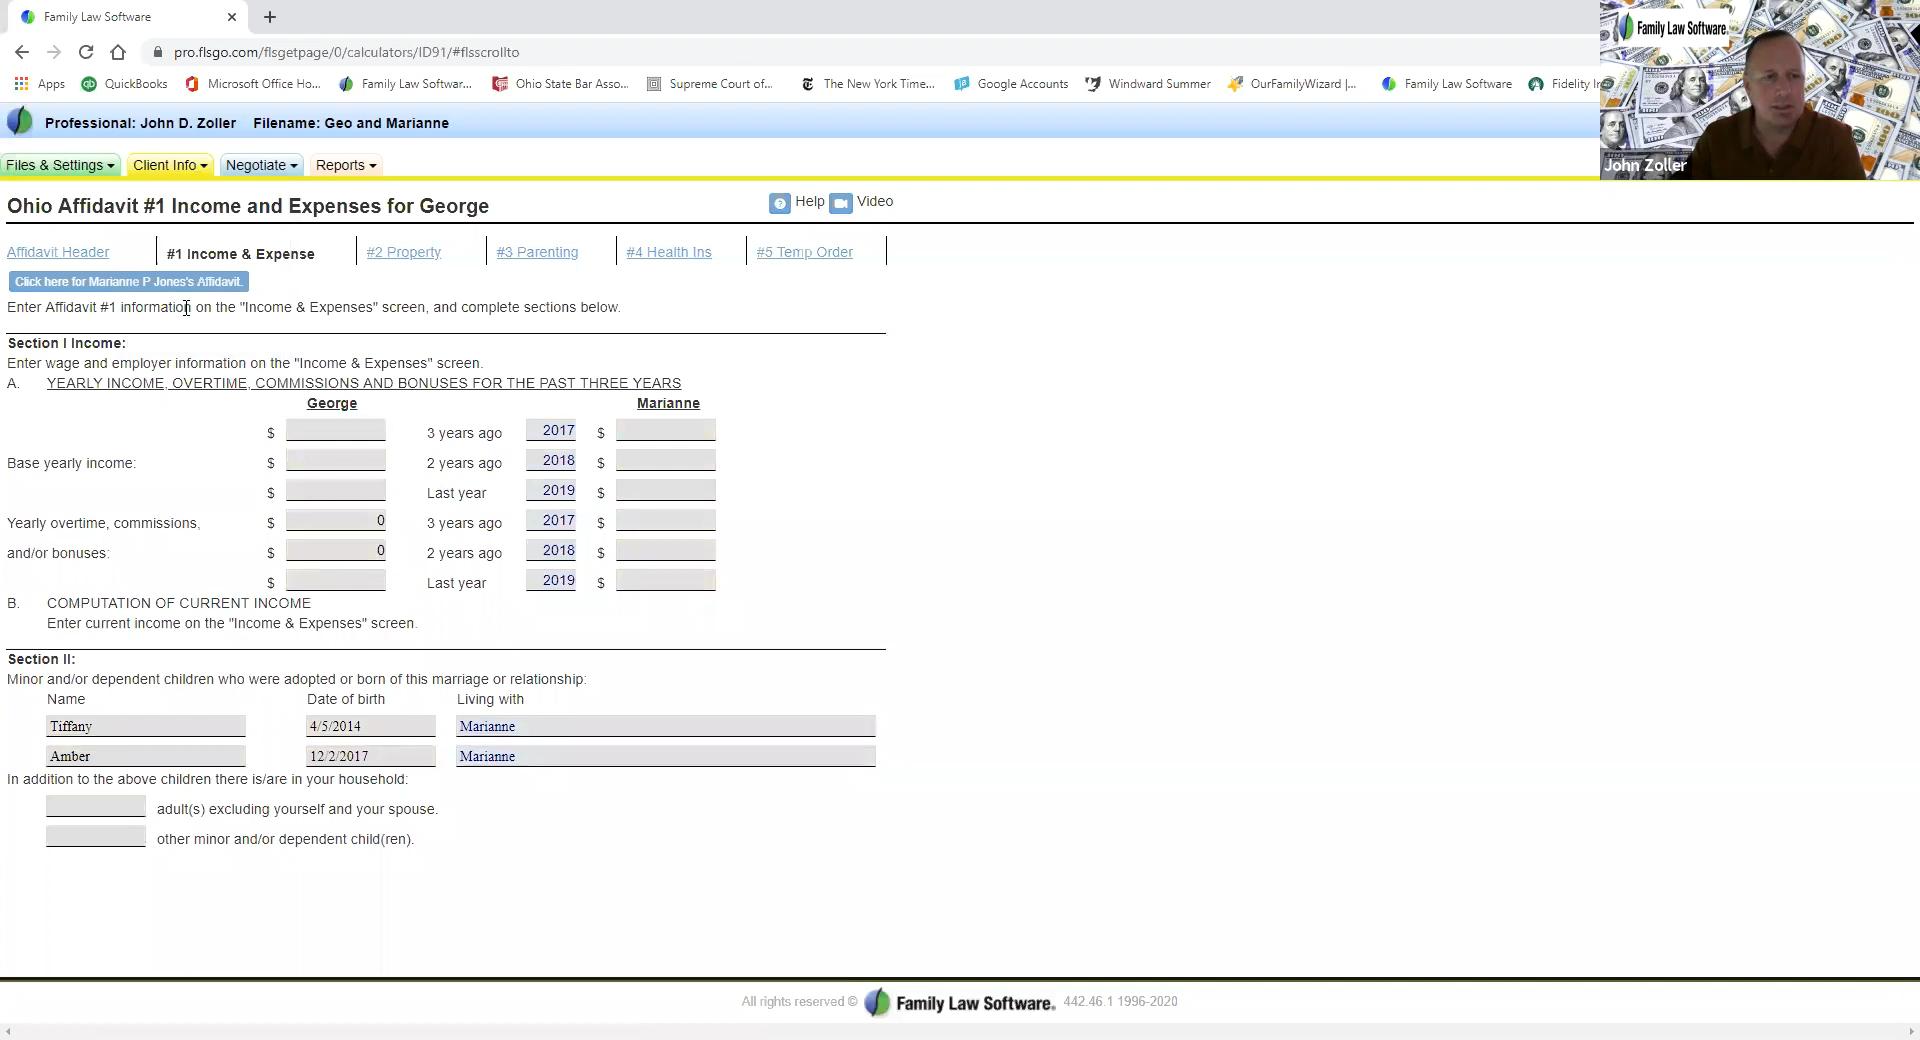 Family Law Software
pro.flsgo.com/flsgetpage/0/calculators/ID91/#flsscrollto
Apps QuickBooks Microsoft Office Ho... Family Law Softwar... Ohio State Bar Asso... Supreme Court of... The New York Time... Google Accounts Windward Summer OurFamilyWizard |... Family Law Software Fidelity In
Family Law Software.
John Zoller
Professional: John D. Zoller Filename: Geo and Marianne
Files & Settings Client Info Negotiate Reports
Ohio Affidavit #1 Income and Expenses for George Help Video
Affidavit Header #1 Income & Expense #2 Property #3 Parenting #4 Health Ins #5 Temp Order
Click here for Marianne P Jones's Affidavit.
Enter Affidavit #1 information on the "Income & Expenses" screen, and complete sections below.
Section I Income:
Enter wage and employer information on the "Income & Expenses" screen.
A. YEARLY INCOME, OVERTIME, COMMISSIONS AND BONUSES FOR THE PAST THREE YEARS
George Marianne
$ 3 years ago 2017 $
Base yearly income: $ 2 years ago 2018 $
$ Last year 2019 $
Yearly overtime, commissions, $ 0 3 years ago 2017 $
and/or bonuses: $ 0 2 years ago 2018 $
$ Last year 2019 $
B. COMPUTATION OF CURRENT INCOME
Enter current income on the "Income & Expenses" screen.
Section II:
Minor and/or dependent children who were adopted or born of this marriage or relationship:
Name Date of birth Living with
Tiffany 4/5/2014 Marianne
Amber 12/2/2017 Marianne
In addition to the above children there is/are in your household:
adult(s) excluding yourself and your spouse.
other minor and/or dependent child(ren).
All rights reserved © Family Law Software. 442.46.1 1996-2020